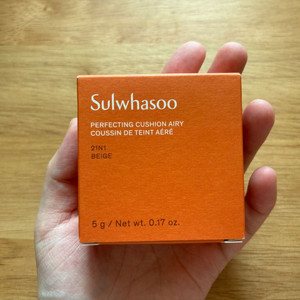 Sulwhasoo
PERFECTING CUSHION AIRY
COUSSIN DE TEINT AÉRÉ
21N1
BEIGE
5 g / Net wt. 0.17 oz.